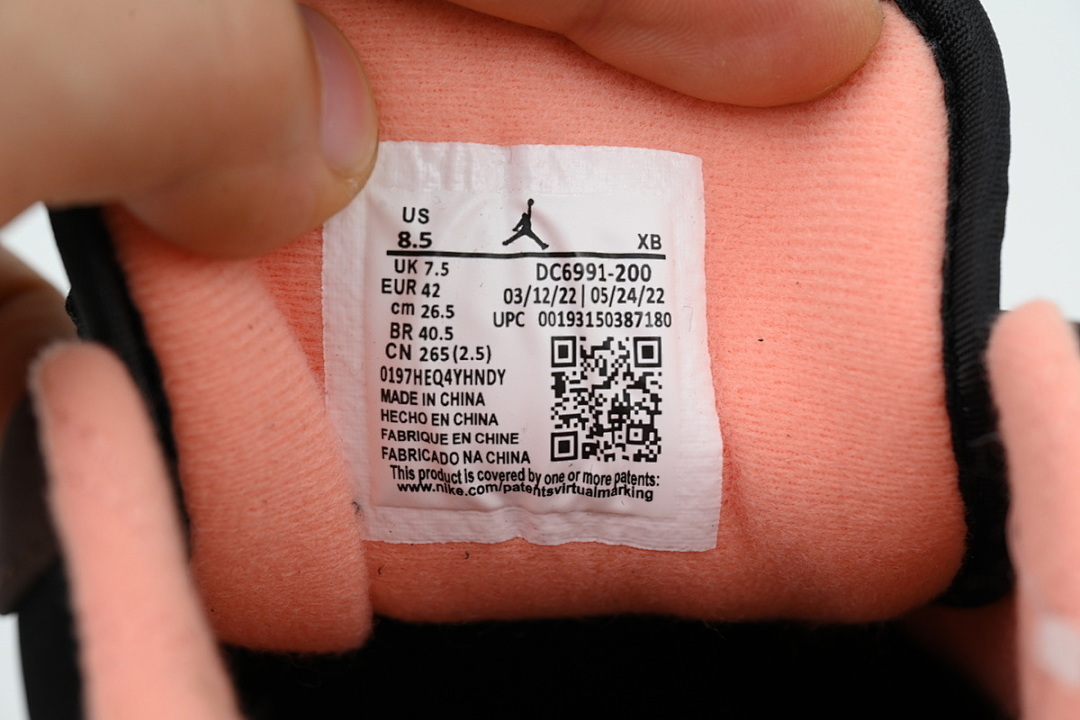 US
8.5 XB
UK 7.5
DC6991-200
EUR 42
03/12/22 | 05/24/22
cm 26.5
UPC 00193150387180
BR 40.5
CN 265(2.5)
0197HEQ4YHNDY
MADE IN CHINA
HECHO EN CHINA
FABRIQUE EN CHINE
FABRICADO NA CHINA
This product is covered by one or more patents:
www.nike.com/patentsvirtualmarking